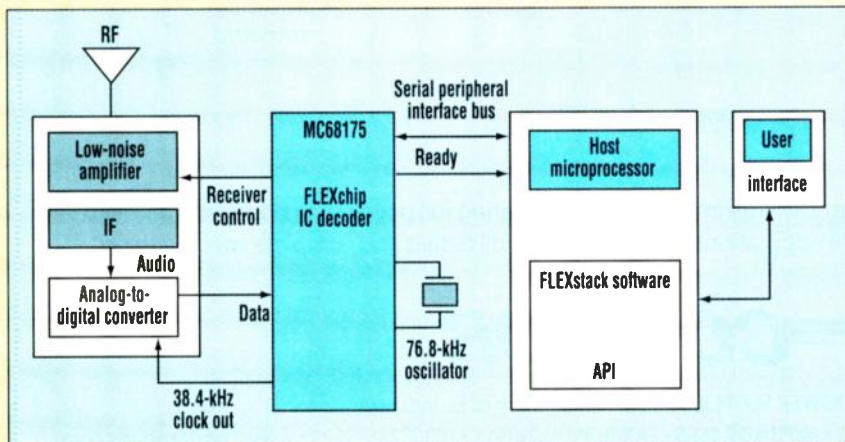 RF
Low-noise
amplifier
IF
Audio
Analog-to-
digital converter
Receiver
control
Data
38.4-kHz
clock out
MC68175
FLEXchip
IC decoder
76.8-kHz
oscillator
Serial peripheral
interface bus
Ready
Host
microprocessor
FLEXstack software
API
User
interface